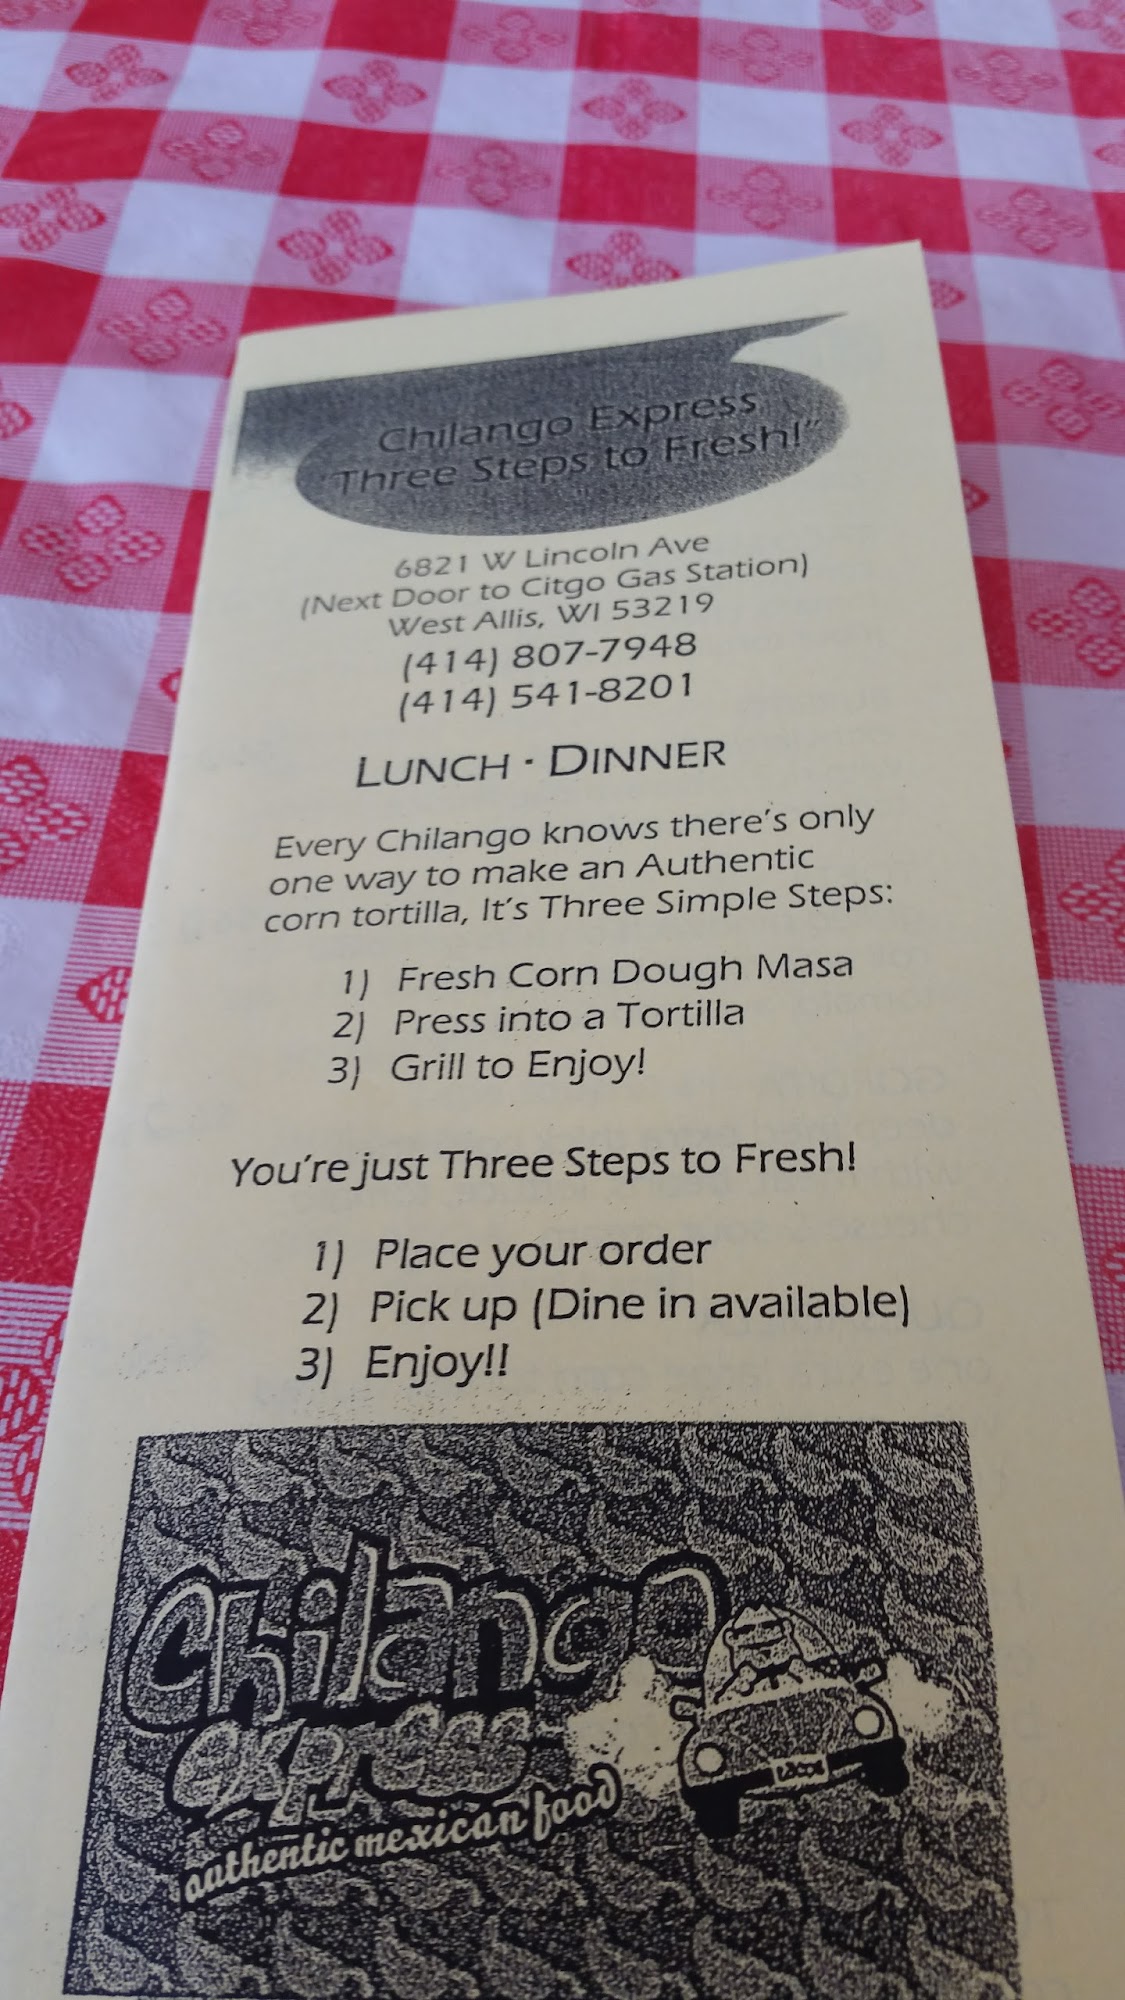 Chilango Express
"Three Steps to Fresh!"
6821 W Lincoln Ave
(Next Door to Citgo Gas Station)
West Allis, WI 53219
(414) 807-7948
(414) 541-8201
LUNCH · DINNER
Every Chilango knows there's only
one way to make an Authentic
corn tortilla, It's Three Simple Steps:
1) Fresh Corn Dough Masa
2) Press into a Tortilla
3) Grill to Enjoy!
You're just Three Steps to Fresh!
1) Place your order
2) Pick up (Dine in available)
3) Enjoy!!
Chilango
express
authentic mexican food